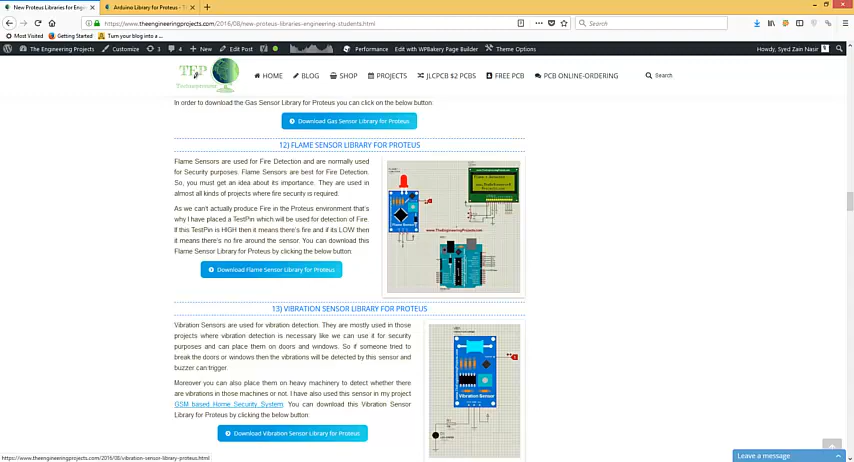 New Proteus Libraries for Engi
Arduino Library for Proteus - T
https://www.theengineeringprojects.com/2016/08/new-proteus-libraries-engineering-students.html
Search
Most Visited
Getting Started
Turn your blog into a ...
The Engineering Projects
Customize
3
4
New
Edit Post
Performance
Edit with WPBakery Page Builder
Theme Options
Howdy, Syed Zain Nasir
TEP
HOME
BLOG
SHOP
PROJECTS
JLCPCB $2 PCBS
FREE PCB
PCB ONLINE-ORDERING
Search
In order to download the Gas Sensor Library for Proteus you can click on the below button:
Download Gas Sensor Library for Proteus
12) FLAME SENSOR LIBRARY FOR PROTEUS
Flame Sensors are used for Fire Detection and are normally used
for Security purposes. Flame Sensors are best for Fire Detection.
So, you must get an idea about its importance. They are used in
almost all kinds of projects where fire security is required.
As we can't actually produce Fire in the Proteus environment that's
why I have placed a TestPin which will be used for detection of Fire.
If this TestPin is HIGH then it means there's fire and if its LOW then
it means there's no fire around the sensor. You can download this
Flame Sensor Library for Proteus by clicking the below button:
Download Flame Sensor Library for Proteus
Flame Sensor
www.TheEngineeringProjects.com
13) VIBRATION SENSOR LIBRARY FOR PROTEUS
Vibration Sensors are used for vibration detection. They are mostly used in those
projects where vibration detection is necessary like we can use it for security
purposes and can place them on doors and windows. So if someone tried to
break the doors or windows then the vibrations will be detected by this sensor and
buzzer can trigger.
Moreover you can also place them on heavy machinery to detect whether there
are vibrations in those machines or not. I have also used this sensor in my project
GSM based Home Security System. You can download this Vibration Sensor
Library for Proteus by clicking the below button:
Download Vibration Sensor Library for Proteus
Vibration Sensor
https://www.theengineeringprojects.com/2016/08/vibration-sensor-library-proteus.html
Leave a message